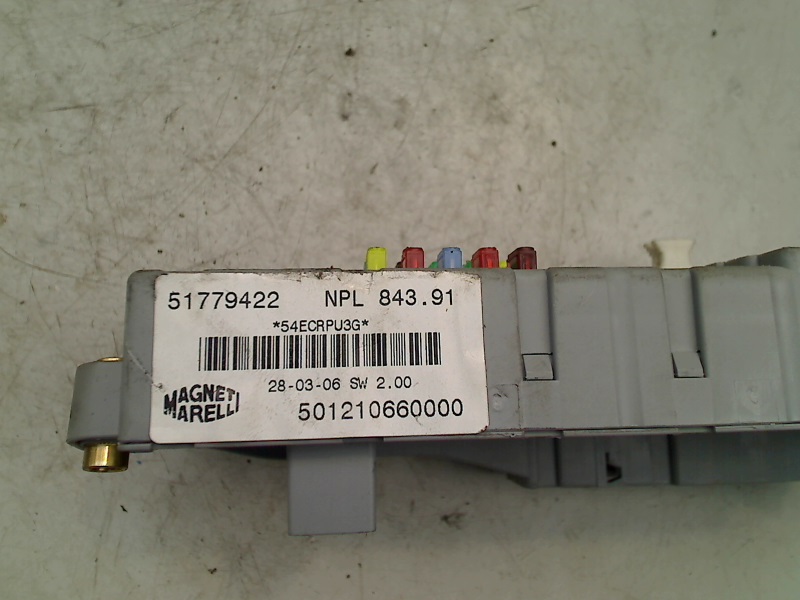 51779422 NPL 843.91
*54ECRPU3G*
28-03-06 SW 2.00
MAGNETI
MARELLI
501210660000